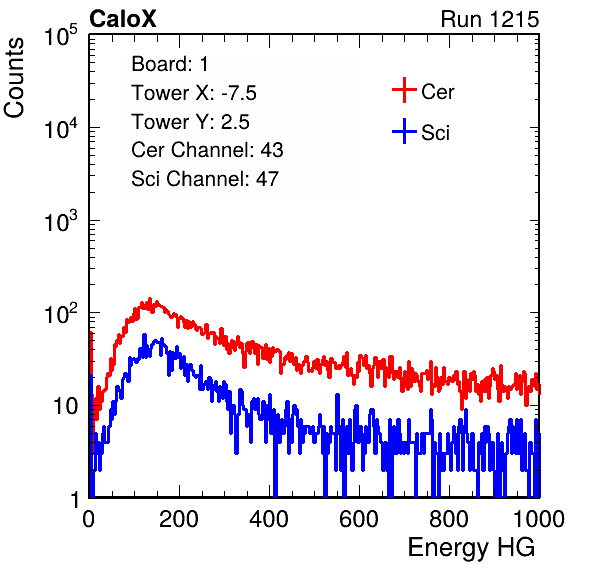 CaloX Run 1215
Counts
10^5
10^4
10^3
10^2
10
1
Board: 1
Tower X: -7.5
Tower Y: 2.5
Cer Channel: 43
Sci Channel: 47
Cer
Sci
0 200 400 600 800 1000
Energy HG